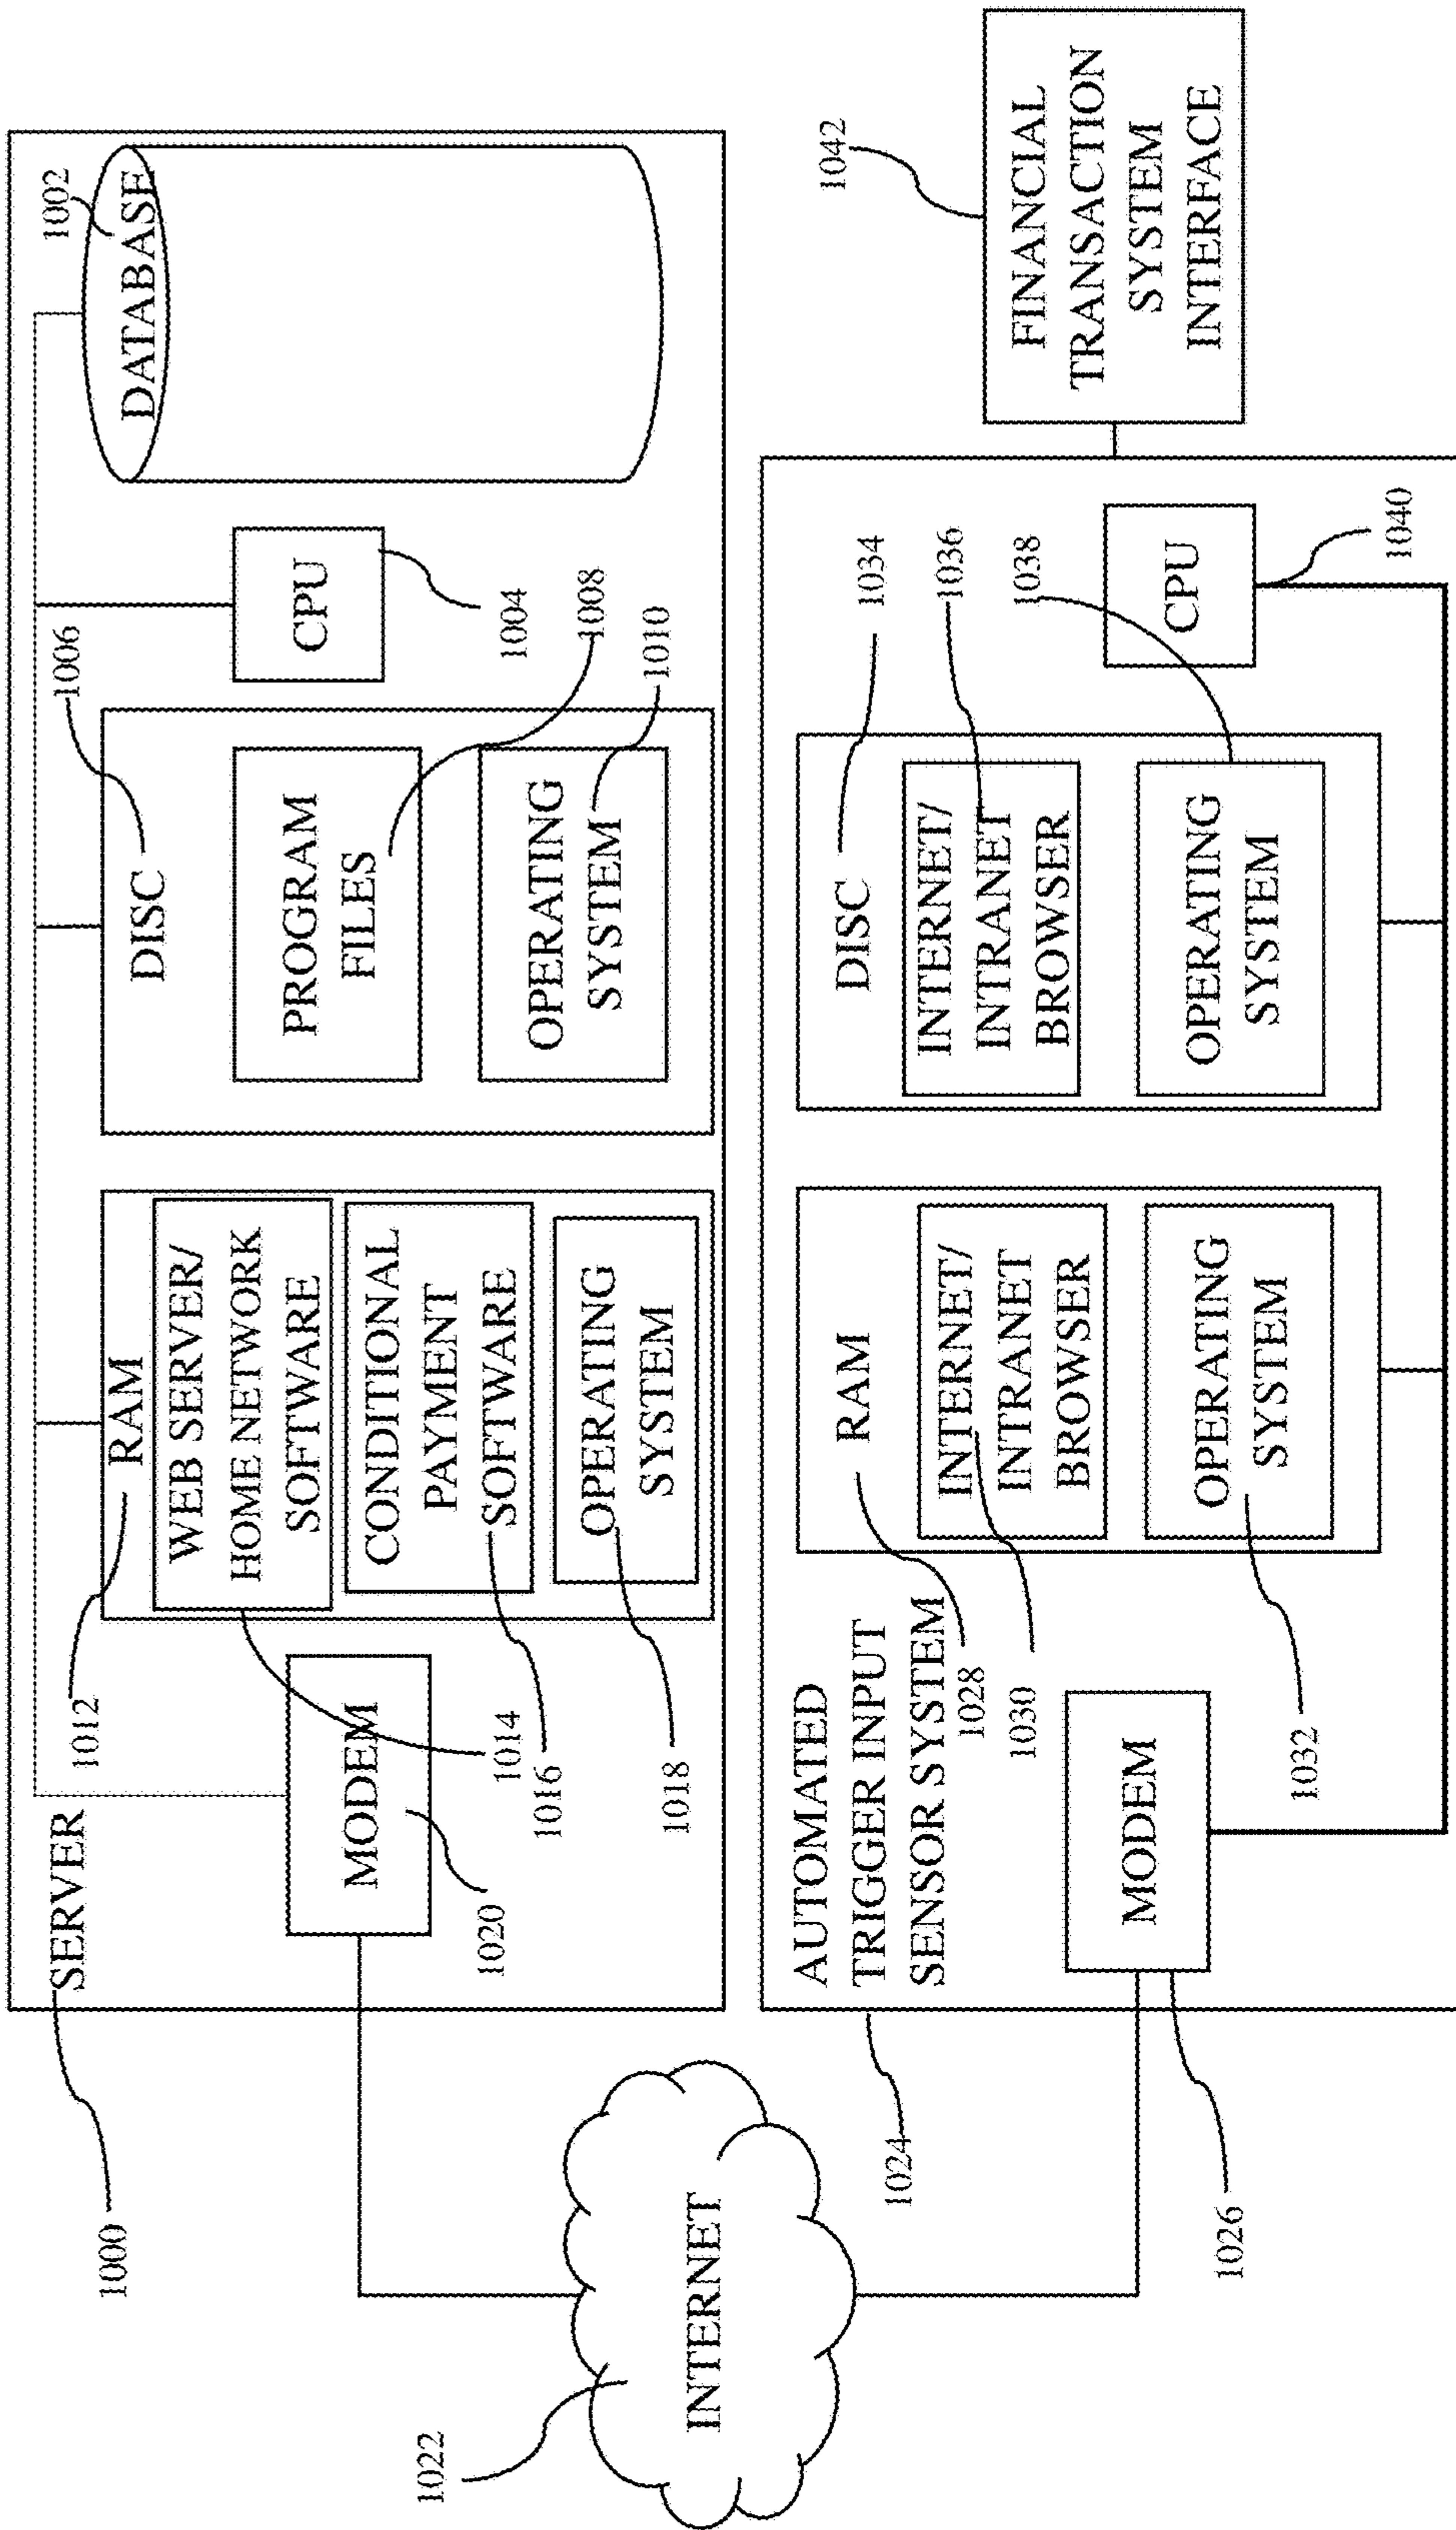 SERVER
1000
MODEM
1020
1012
RAM
WEB SERVER/
HOME NETWORK
SOFTWARE
1014
CONDITIONAL
PAYMENT
SOFTWARE
1016
OPERATING
SYSTEM
1018
1006
DISC
PROGRAM
FILES
1008
OPERATING
SYSTEM
1010
CPU
1004
1002
DATABASE
INTERNET
1022
AUTOMATED
TRIGGER INPUT
SENSOR SYSTEM
1024
MODEM
1026
RAM
1028
INTERNET/
INTRANET
BROWSER
1030
OPERATING
SYSTEM
1032
DISC
1034
INTERNET/
INTRANET
BROWSER
1036
OPERATING
SYSTEM
1038
CPU
1040
FINANCIAL
TRANSACTION
SYSTEM
INTERFACE
1042